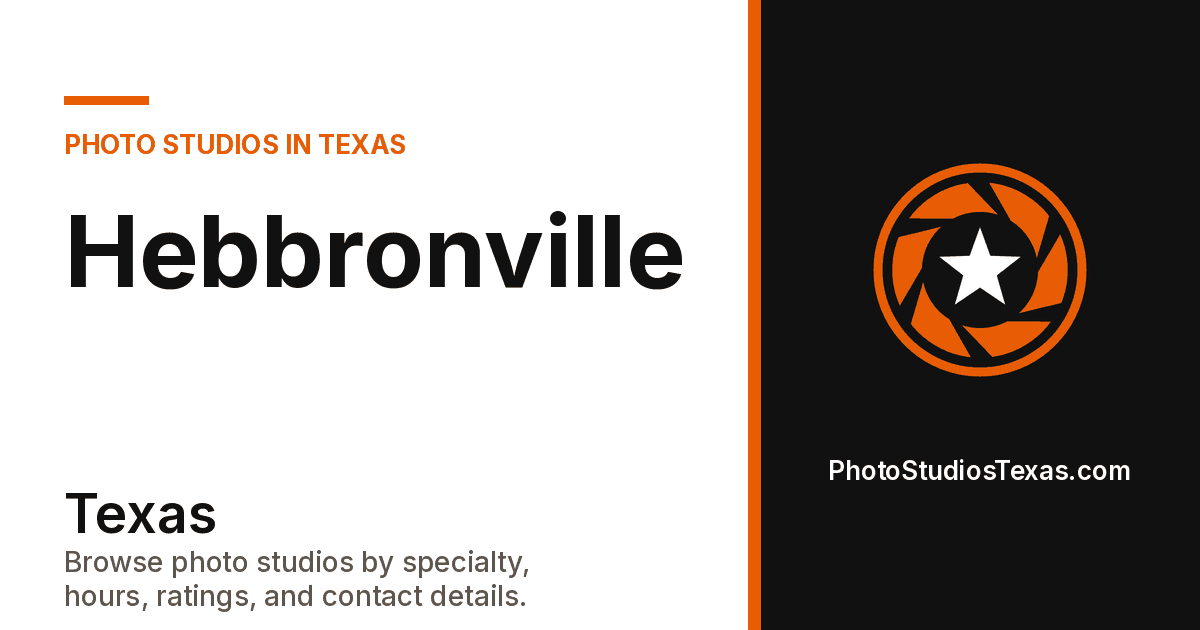 PHOTO STUDIOS IN TEXAS
Hebbronville
Texas
Browse photo studios by specialty,
hours, ratings, and contact details.
PhotoStudiosTexas.com